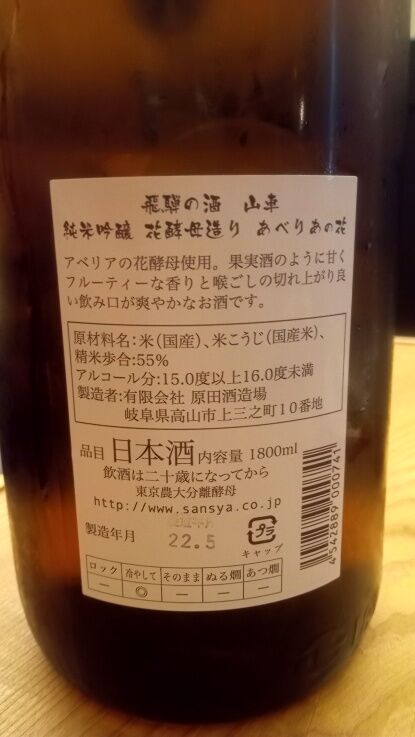 飛騨の酒 山車
純米吟醸 花酵母造り あべりあの花
アベリアの花酵母使用。果実酒のように甘く
フルーティーな香りと喉ごしの切れ上がり良
い飲み口が爽やかなお酒です。
原材料名:米(国産)、米こうじ(国産米)、
精米歩合:55%
アルコール分:15.0度以上16.0度未満
製造者:有限会社 原田酒造場
岐阜県高山市上三之町10番地
品目 日本酒 内容量 1800ml
飲酒は二十歳になってから
東京農大分離酵母
http://www.sansya.co.jp
製造年月
22.5
プラ
キャップ
4542889000741
ロック 冷やして そのまま ぬる燗 あつ燗
ー ◎ ー ー ー